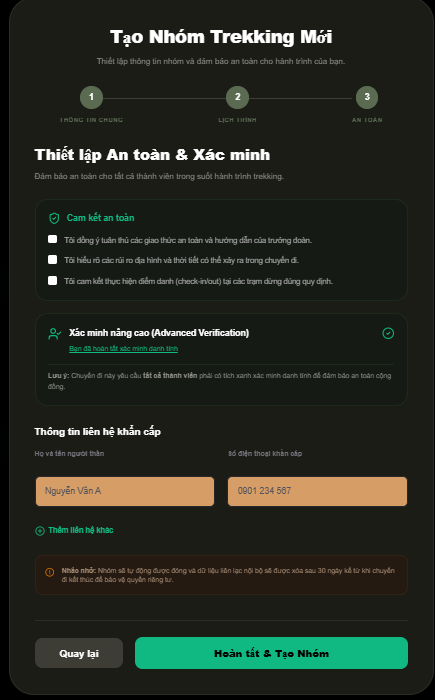 Tạo Nhóm Trekking Mới
Thiết lập thông tin nhóm và đảm bảo an toàn cho hành trình của bạn.
1
2
3
THÔNG TIN CHUNG
LỊCH TRÌNH
AN TOÀN
Thiết lập An toàn & Xác minh
Đảm bảo an toàn cho tất cả thành viên trong suốt hành trình trekking.
Cam kết an toàn
Tôi đồng ý tuân thủ các giao thức an toàn và hướng dẫn của trưởng đoàn.
Tôi hiểu rõ các rủi ro địa hình và thời tiết có thể xảy ra trong chuyến đi.
Tôi cam kết thực hiện điểm danh (check-in/out) tại các trạm dừng đúng quy định.
Xác minh nâng cao (Advanced Verification)
Bạn đã hoàn tất xác minh danh tính
Lưu ý: Chuyến đi này yêu cầu tất cả thành viên phải có tích xanh xác minh danh tính để đảm bảo an toàn cộng
đồng.
Thông tin liên hệ khẩn cấp
Họ và tên người thân
Số điện thoại khẩn cấp
Nguyễn Văn A
0901 234 567
Thêm liên hệ khác
Nhắc nhở: Nhóm sẽ tự động được đóng và dữ liệu liên lạc nội bộ sẽ được xóa sau 30 ngày kể từ khi chuyến
đi kết thúc để bảo vệ quyền riêng tư.
Quay lại
Hoàn tất & Tạo Nhóm